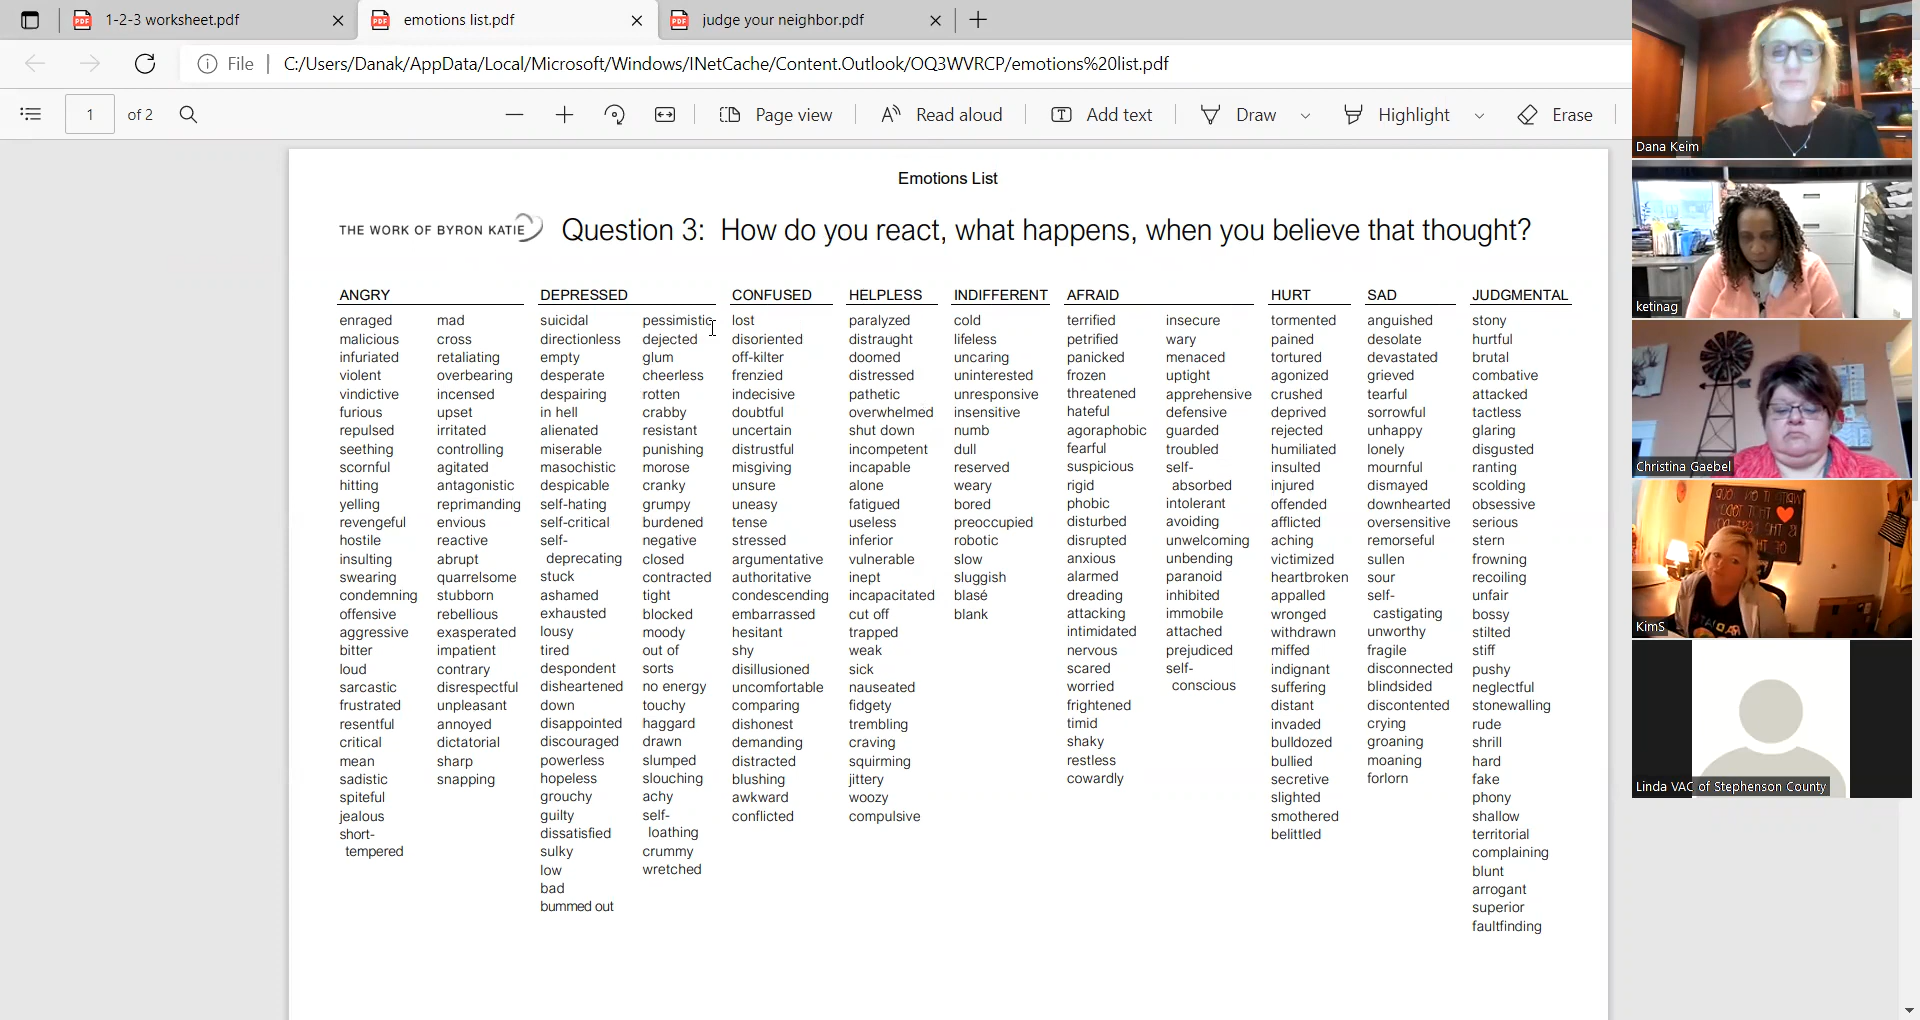 1-2-3 worksheet.pdf
emotions list.pdf
judge your neighbor.pdf
File
C:/Users/Danak/AppData/Local/Microsoft/Windows/INetCache/Content.Outlook/OQ3WVRCP/emotions%20list.pdf
1 of 2
Page view
Read aloud
Add text
Draw
Highlight
Erase
Emotions List
THE WORK OF BYRON KATIE
Question 3: How do you react, what happens, when you believe that thought?
ANGRY
enraged
malicious
infuriated
violent
vindictive
furious
repulsed
seething
scornful
hitting
yelling
revengeful
hostile
insulting
swearing
condemning
offensive
aggressive
bitter
loud
sarcastic
frustrated
resentful
critical
mean
sadistic
spiteful
jealous
short-
tempered
mad
cross
retaliating
overbearing
incensed
upset
irritated
controlling
agitated
antagonistic
reprimanding
envious
reactive
abrupt
quarrelsome
stubborn
rebellious
exasperated
impatient
contrary
disrespectful
unpleasant
annoyed
dictatorial
sharp
snapping
DEPRESSED
suicidal
directionless
empty
desperate
despairing
in hell
alienated
miserable
masochistic
despicable
self-hating
self-critical
self-
deprecating
stuck
ashamed
exhausted
lousy
tired
despondent
disheartened
down
disappointed
discouraged
powerless
hopeless
grouchy
guilty
dissatisfied
sulky
low
bad
bummed out
pessimistic
dejected
glum
cheerless
rotten
crabby
resistant
punishing
morose
cranky
grumpy
burdened
negative
closed
contracted
tight
blocked
moody
out of
sorts
no energy
touchy
haggard
drawn
slumped
slouching
achy
self-
loathing
crummy
wretched
CONFUSED
lost
disoriented
off-kilter
frenzied
indecisive
doubtful
uncertain
distrustful
misgiving
unsure
uneasy
tense
stressed
argumentative
authoritative
condescending
embarrassed
hesitant
shy
disillusioned
uncomfortable
comparing
dishonest
demanding
distracted
blushing
awkward
conflicted
HELPLESS
paralyzed
distraught
doomed
distressed
pathetic
overwhelmed
shut down
incompetent
incapable
alone
fatigued
useless
inferior
vulnerable
inept
incapacitated
cut off
trapped
weak
sick
nauseated
fidgety
trembling
craving
squirming
jittery
woozy
compulsive
INDIFFERENT
cold
lifeless
uncaring
uninterested
unresponsive
insensitive
numb
dull
reserved
weary
bored
preoccupied
robotic
slow
sluggish
blasé
blank
AFRAID
terrified
petrified
panicked
frozen
threatened
hateful
agoraphobic
fearful
suspicious
rigid
phobic
disturbed
disrupted
anxious
alarmed
dreading
attacking
intimidated
nervous
scared
worried
frightened
timid
shaky
restless
cowardly
insecure
wary
menaced
uptight
apprehensive
defensive
guarded
troubled
self-
absorbed
intolerant
avoiding
unwelcoming
unbending
paranoid
inhibited
immobile
attached
prejudiced
self-
conscious
HURT
tormented
pained
tortured
agonized
crushed
deprived
rejected
humiliated
insulted
injured
offended
afflicted
aching
victimized
heartbroken
appalled
wronged
withdrawn
miffed
indignant
suffering
distant
invaded
bulldozed
bullied
secretive
slighted
smothered
belittled
SAD
anguished
desolate
devastated
grieved
tearful
sorrowful
unhappy
lonely
mournful
dismayed
downhearted
oversensitive
remorseful
sullen
sour
self-
castigating
unworthy
fragile
disconnected
blindsided
discontented
crying
groaning
moaning
forlorn
JUDGMENTAL
stony
hurtful
brutal
combative
attacked
tactless
glaring
disgusted
ranting
scolding
obsessive
serious
stern
frowning
recoiling
unfair
bossy
stilted
stiff
pushy
neglectful
stonewalling
rude
shrill
hard
fake
phony
shallow
territorial
complaining
blunt
arrogant
superior
faultfinding
Dana Keim
ketinag
Christina Gaebel
KimS
Linda VAC of Stephenson County